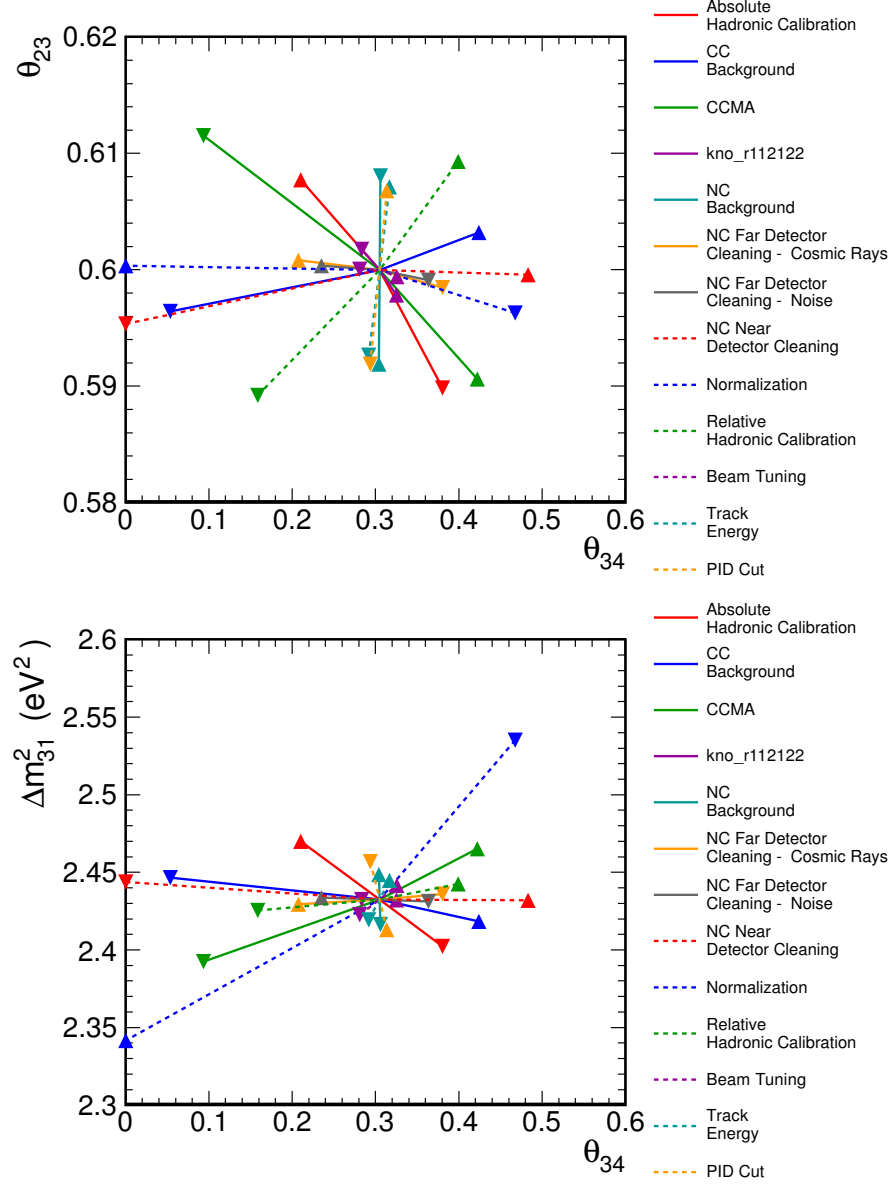 0.62
0.61
0.6
0.59
0.58
θ23
0 0.1 0.2 0.3 0.4 0.5 0.6
θ34
Absolute
Hadronic Calibration
CC
Background
CCMA
kno_r112122
NC
Background
NC Far Detector
Cleaning - Cosmic Rays
NC Far Detector
Cleaning - Noise
NC Near
Detector Cleaning
Normalization
Relative
Hadronic Calibration
Beam Tuning
Track
Energy
PID Cut
2.6
2.55
2.5
2.45
2.4
2.35
2.3
Δm²31 (eV²)
0 0.1 0.2 0.3 0.4 0.5 0.6
θ34
Absolute
Hadronic Calibration
CC
Background
CCMA
kno_r112122
NC
Background
NC Far Detector
Cleaning - Cosmic Rays
NC Far Detector
Cleaning - Noise
NC Near
Detector Cleaning
Normalization
Relative
Hadronic Calibration
Beam Tuning
Track
Energy
PID Cut